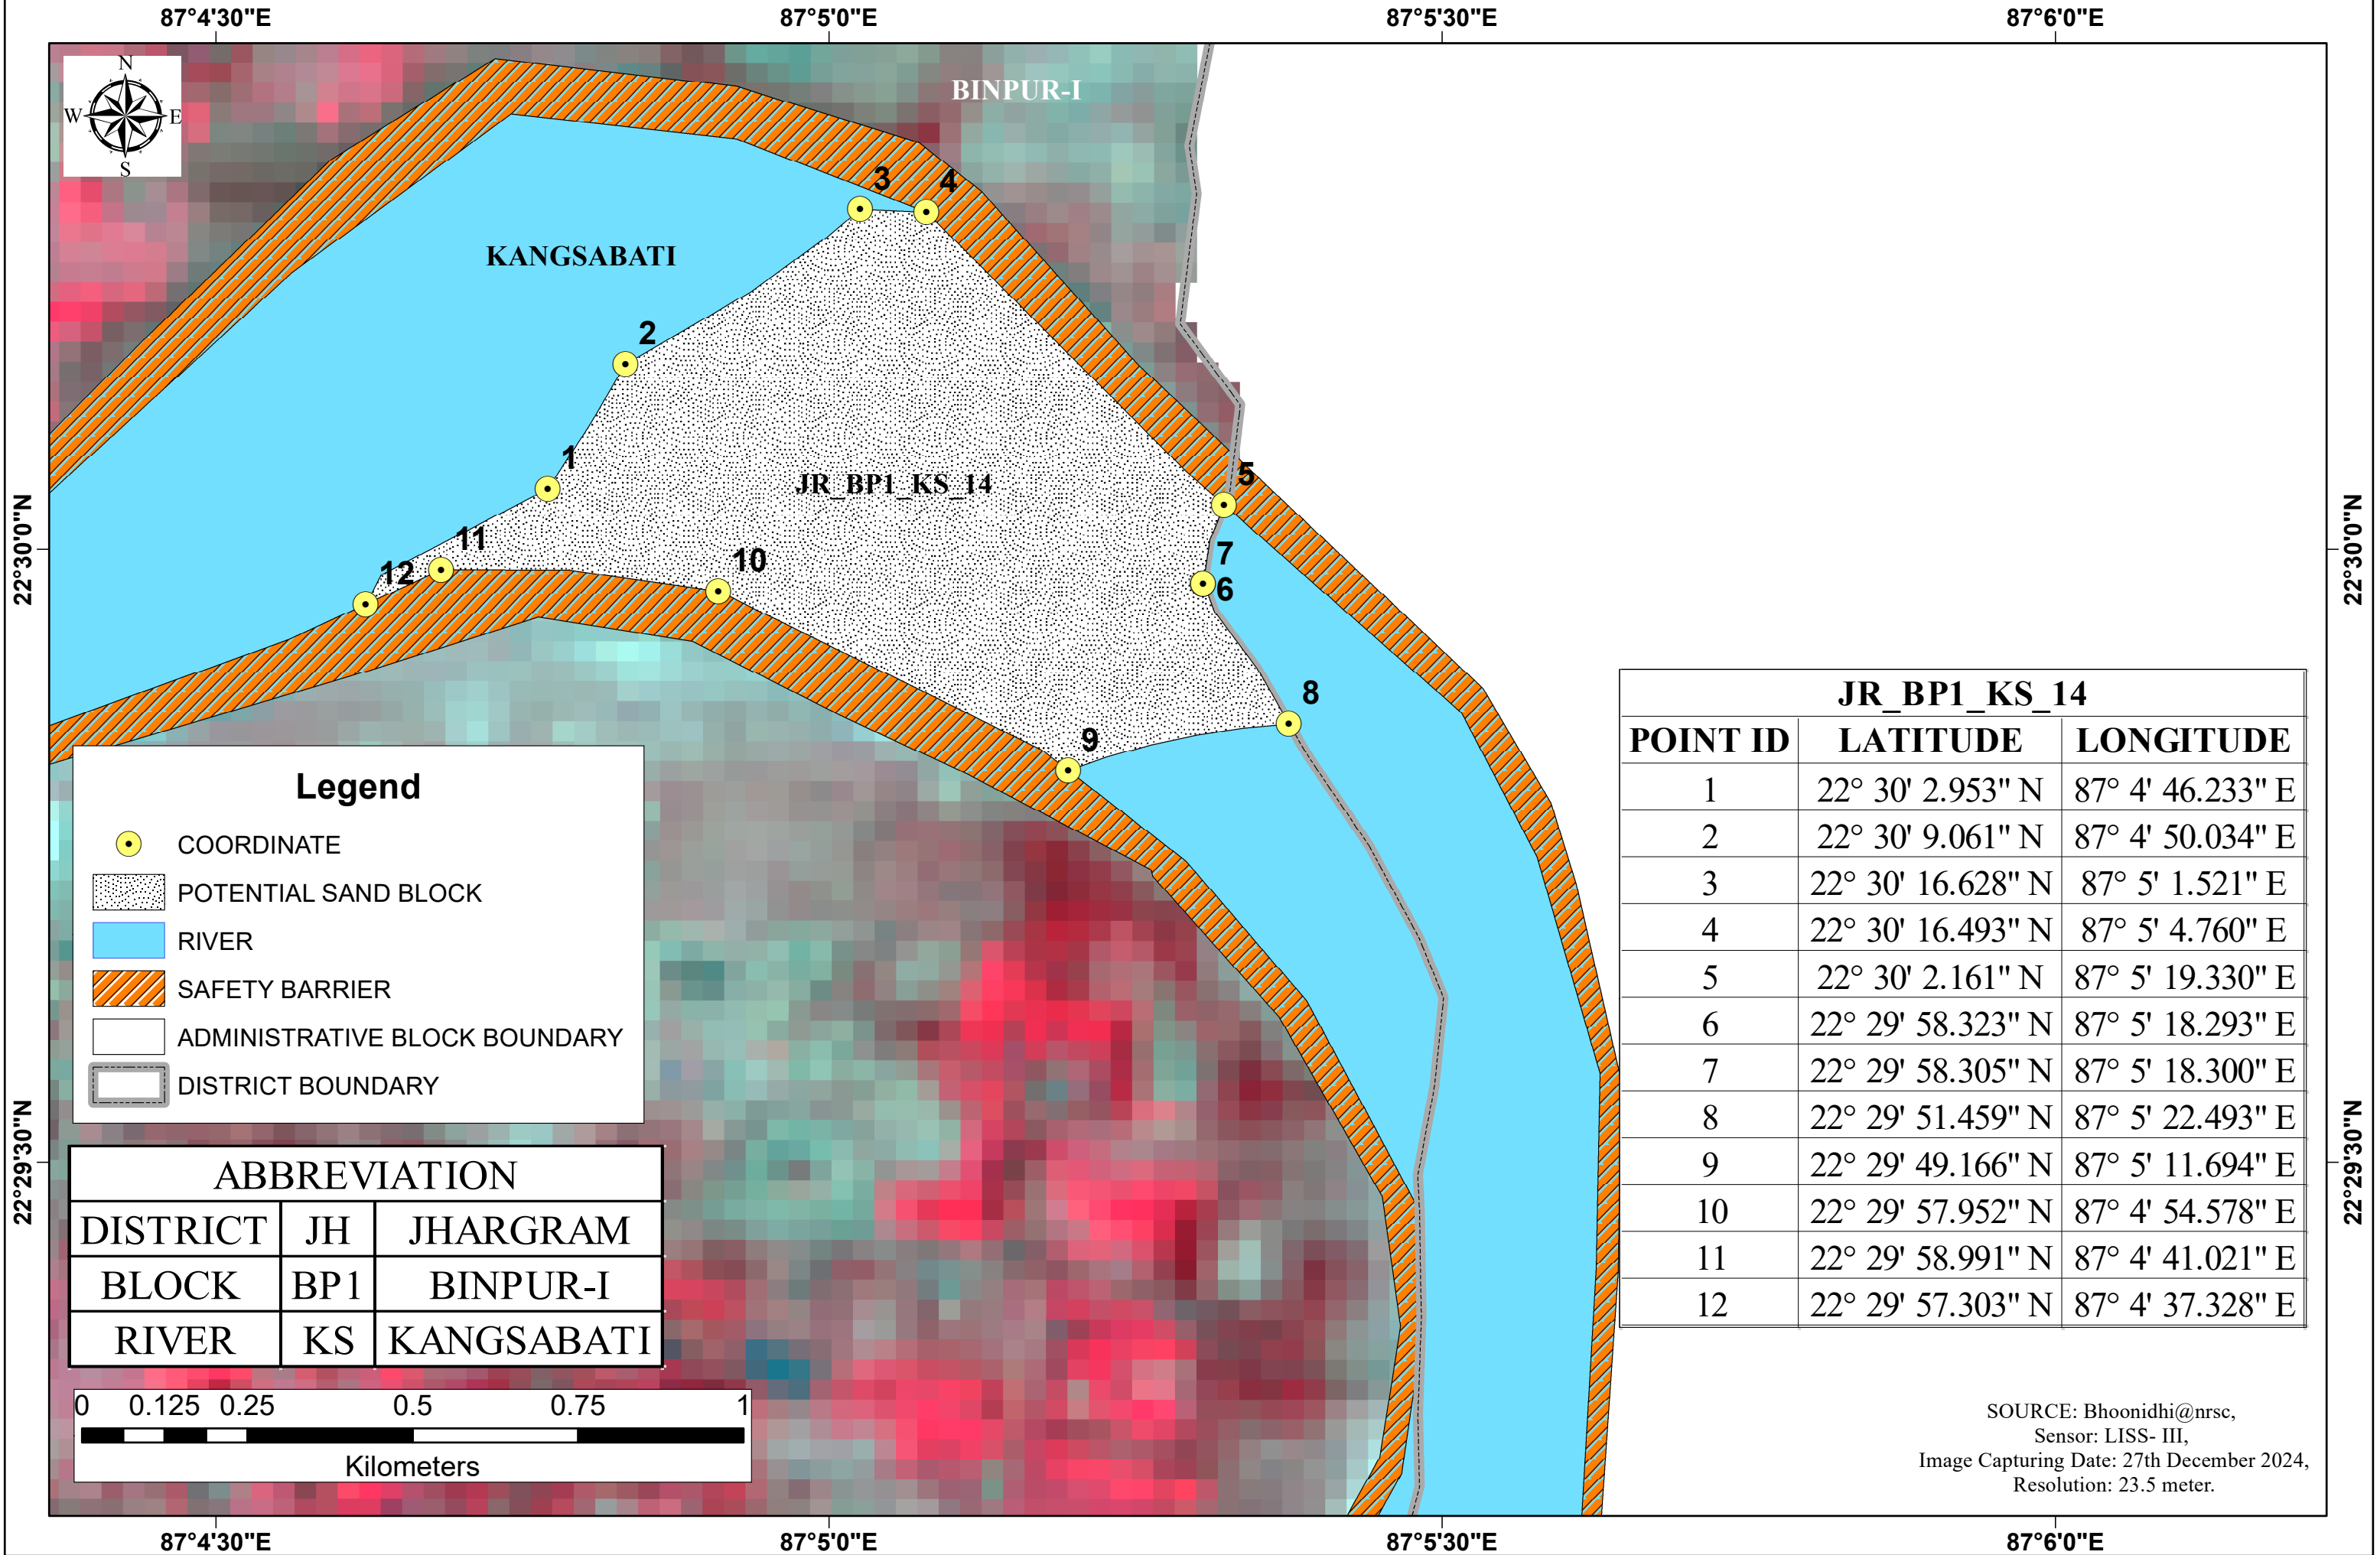 87°4'30"E 87°5'0"E 87°5'30"E 87°6'0"E
N
W E
S
BINPUR-I
KANGSABATI
3 4
2
1
JR_BP1_KS_14
5
11
12
10
7
6
8
9
22°30'0"N 22°30'0"N
22°29'30"N 22°29'30"N
Legend
COORDINATE
POTENTIAL SAND BLOCK
RIVER
SAFETY BARRIER
ADMINISTRATIVE BLOCK BOUNDARY
DISTRICT BOUNDARY
ABBREVIATION
DISTRICT JH JHARGRAM
BLOCK BP1 BINPUR-I
RIVER KS KANGSABATI
0 0.125 0.25 0.5 0.75 1
Kilometers
JR_BP1_KS_14
POINT ID LATITUDE LONGITUDE
1 22° 30' 2.953" N 87° 4' 46.233" E
2 22° 30' 9.061" N 87° 4' 50.034" E
3 22° 30' 16.628" N 87° 5' 1.521" E
4 22° 30' 16.493" N 87° 5' 4.760" E
5 22° 30' 2.161" N 87° 5' 19.330" E
6 22° 29' 58.323" N 87° 5' 18.293" E
7 22° 29' 58.305" N 87° 5' 18.300" E
8 22° 29' 51.459" N 87° 5' 22.493" E
9 22° 29' 49.166" N 87° 5' 11.694" E
10 22° 29' 57.952" N 87° 4' 54.578" E
11 22° 29' 58.991" N 87° 4' 41.021" E
12 22° 29' 57.303" N 87° 4' 37.328" E
SOURCE: Bhoonidhi@nrsc,
Sensor: LISS- III,
Image Capturing Date: 27th December 2024,
Resolution: 23.5 meter.
87°4'30"E 87°5'0"E 87°5'30"E 87°6'0"E